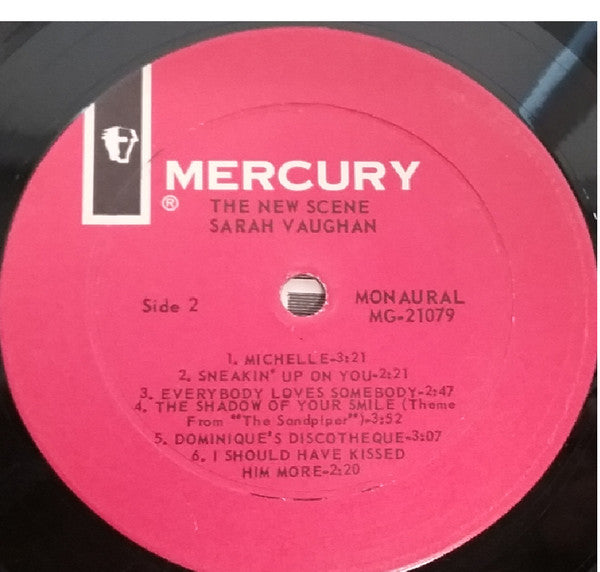 MERCURY
®
THE NEW SCENE
SARAH VAUGHAN
Side 2
MONAURAL
MG-21079
1. MICHELLE-3:21
2. SNEAKIN' UP ON YOU-2:21
3. EVERYBODY LOVES SOMEBODY-2:47
4. THE SHADOW OF YOUR SMILE (Theme
From "The Sandpiper")-3:52
5. DOMINIQUE'S DISCOTHEQUE-3:07
6. I SHOULD HAVE KISSED
HIM MORE-2:20